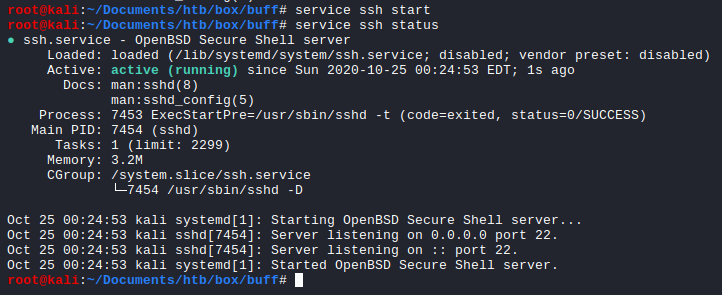 root@kali:~/Documents/htb/box/buff# service ssh start
root@kali:~/Documents/htb/box/buff# service ssh status
● ssh.service - OpenBSD Secure Shell server
     Loaded: loaded (/lib/systemd/system/ssh.service; disabled; vendor preset: disabled)
     Active: active (running) since Sun 2020-10-25 00:24:53 EDT; 1s ago
       Docs: man:sshd(8)
             man:sshd_config(5)
    Process: 7453 ExecStartPre=/usr/sbin/sshd -t (code=exited, status=0/SUCCESS)
   Main PID: 7454 (sshd)
      Tasks: 1 (limit: 2299)
     Memory: 3.2M
     CGroup: /system.slice/ssh.service
             └─7454 /usr/sbin/sshd -D

Oct 25 00:24:53 kali systemd[1]: Starting OpenBSD Secure Shell server...
Oct 25 00:24:53 kali sshd[7454]: Server listening on 0.0.0.0 port 22.
Oct 25 00:24:53 kali sshd[7454]: Server listening on :: port 22.
Oct 25 00:24:53 kali systemd[1]: Started OpenBSD Secure Shell server.
root@kali:~/Documents/htb/box/buff#